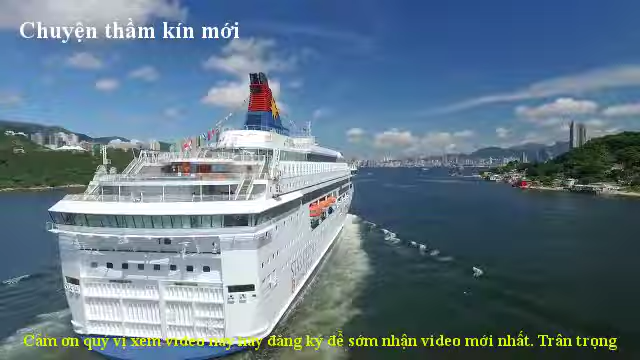 Chuyện thầm kín mới
Cảm ơn quý vị xem video này hãy đăng ký để sớm nhận video mới nhất. Trân trọng